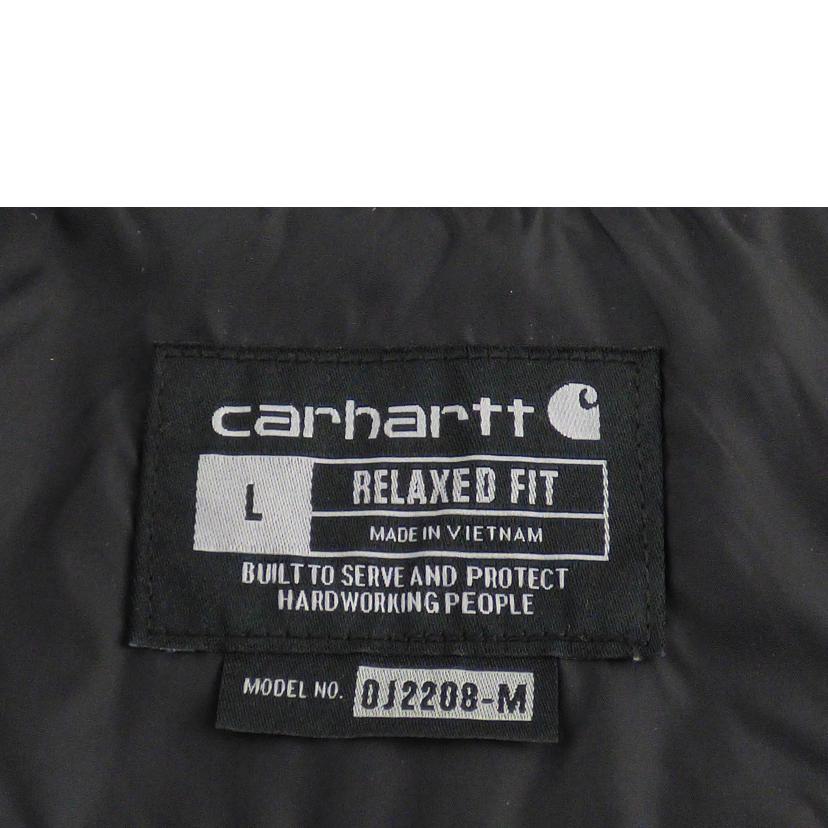 carhartt
L
RELAXED FIT
MADE IN VIETNAM
BUILT TO SERVE AND PROTECT
HARDWORKING PEOPLE
MODEL NO. OJ2208-M